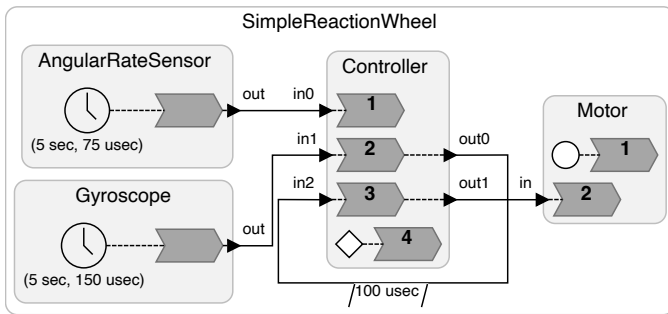 SimpleReactionWheel
AngularRateSensor
(5 sec, 75 usec)
out
Gyroscope
(5 sec, 150 usec)
out
Controller
in0
1
in1
2
out0
in2
3
out1
4
/100 usec /
Motor
1
in
2